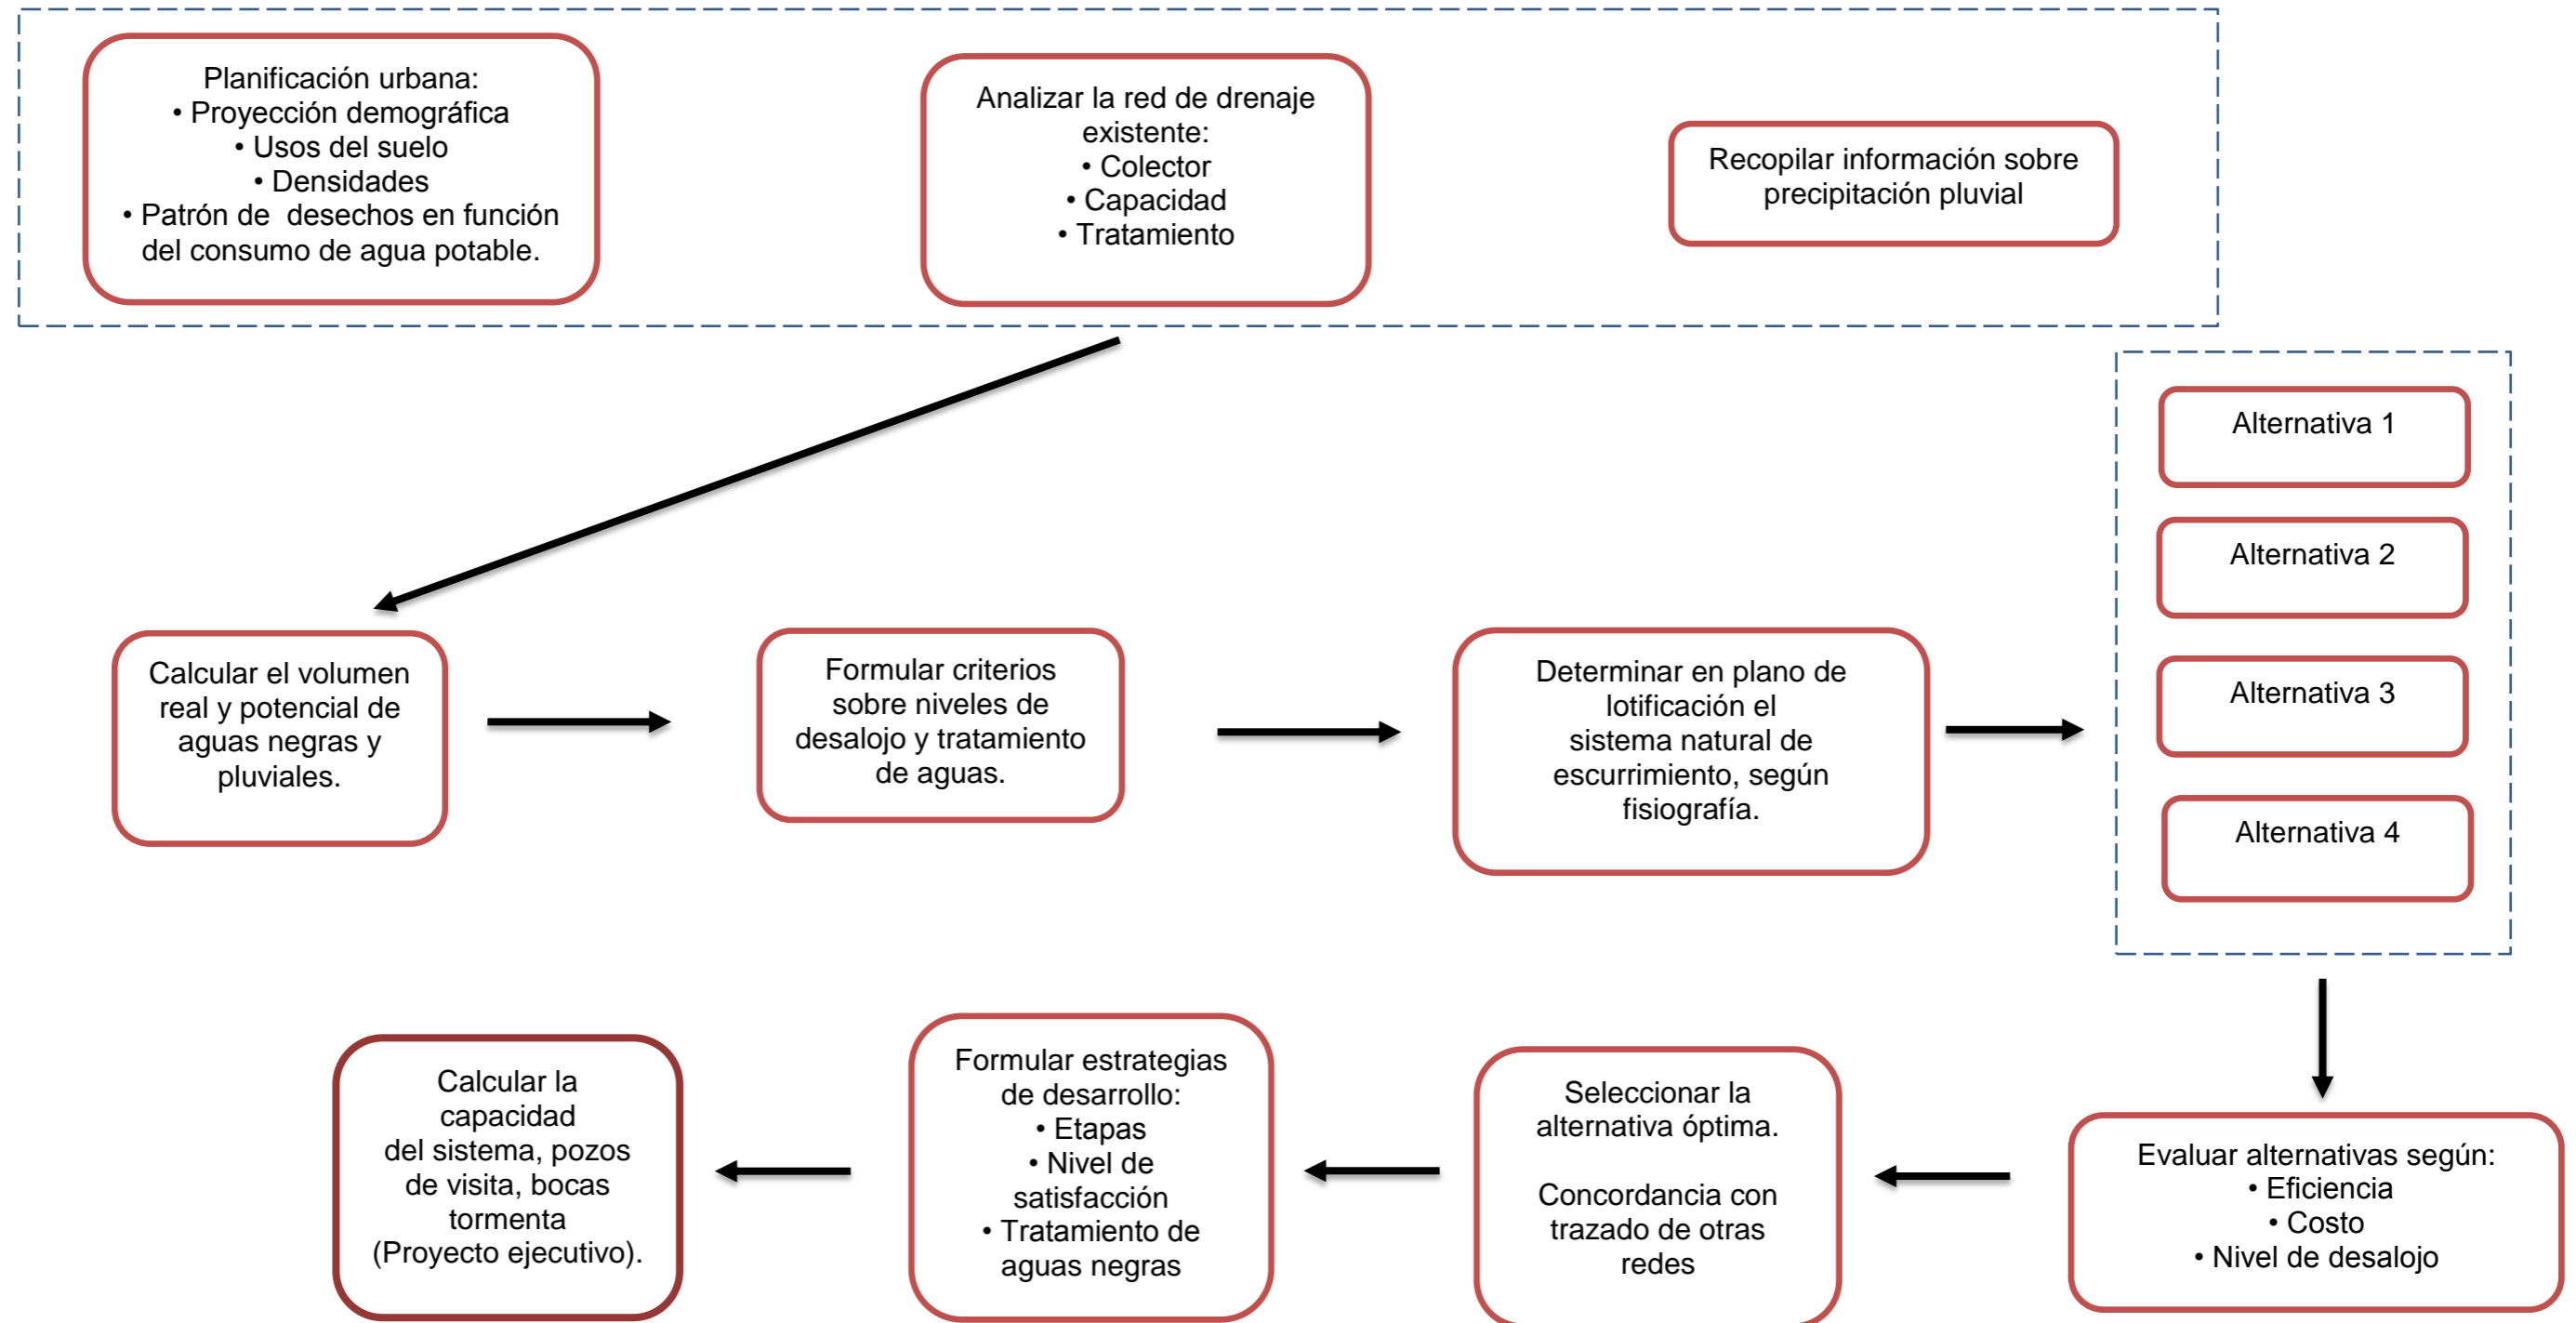 Planificación urbana:
• Proyección demográfica
• Usos del suelo
• Densidades
• Patrón de desechos en función
del consumo de agua potable.
Analizar la red de drenaje
existente:
• Colector
• Capacidad
• Tratamiento
Recopilar información sobre
precipitación pluvial
Calcular el volumen
real y potencial de
aguas negras y
pluviales.
Formular criterios
sobre niveles de
desalojo y tratamiento
de aguas.
Determinar en plano de
lotificación el
sistema natural de
escurrimiento, según
fisiografía.
Alternativa 1
Alternativa 2
Alternativa 3
Alternativa 4
Evaluar alternativas según:
• Eficiencia
• Costo
• Nivel de desalojo
Seleccionar la
alternativa óptima.
Concordancia con
trazado de otras
redes
Formular estrategias
de desarrollo:
• Etapas
• Nivel de
satisfacción
• Tratamiento de
aguas negras
Calcular la
capacidad
del sistema, pozos
de visita, bocas
tormenta
(Proyecto ejecutivo).